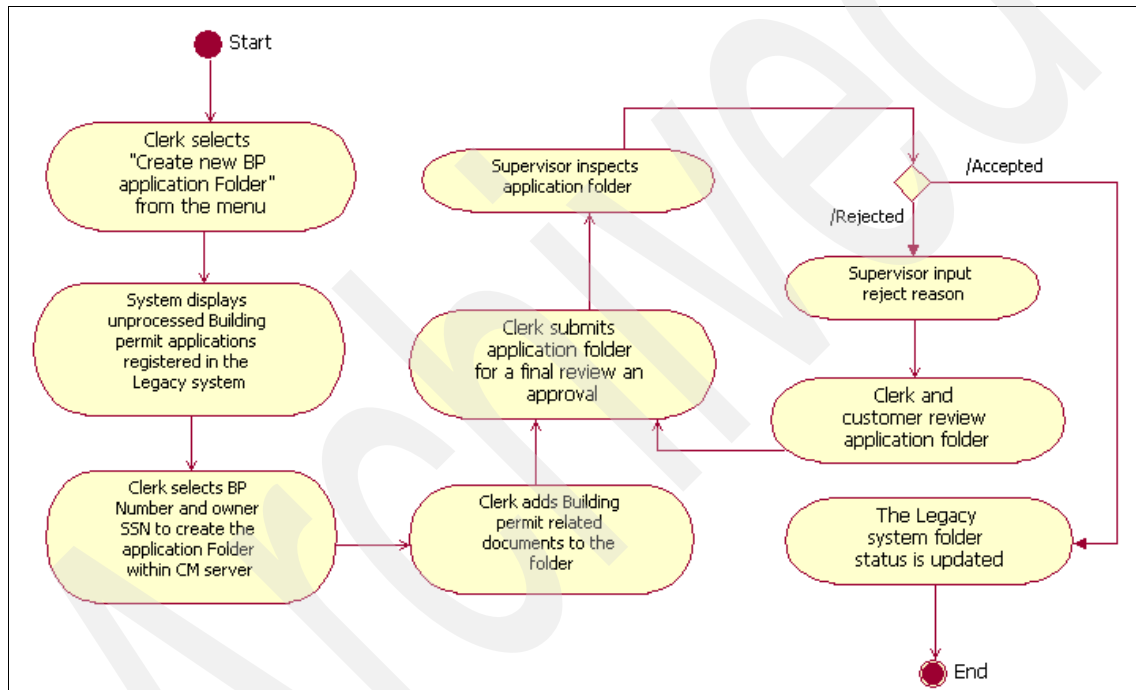 Start
Clerk selects
"Create new BP
application Folder"
from the menu
System displays
unprocessed Building
permit applications
registered in the
Legacy system
Clerk selects BP
Number and owner
SSN to create the
application Folder
within CM server
Clerk adds Building
permit related
documents to the
folder
Clerk submits
application folder
for a final review an
approval
Supervisor inspects
application folder
/Accepted
/Rejected
Supervisor input
reject reason
Clerk and
customer review
application folder
The Legacy
system folder
status is updated
End
Archived